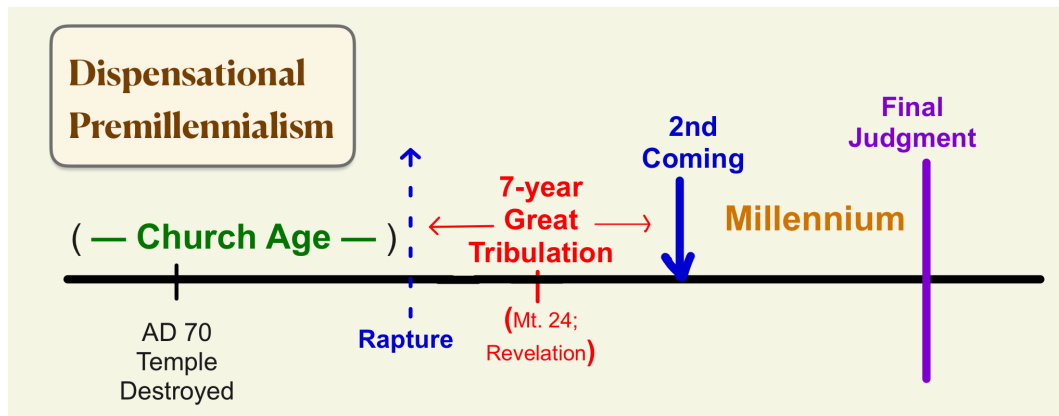 Dispensational
Premillennialism
( — Church Age — )
AD 70
Temple
Destroyed
Rapture
7-year
Great
Tribulation
(Mt. 24;
Revelation)
2nd
Coming
Millennium
Final
Judgment